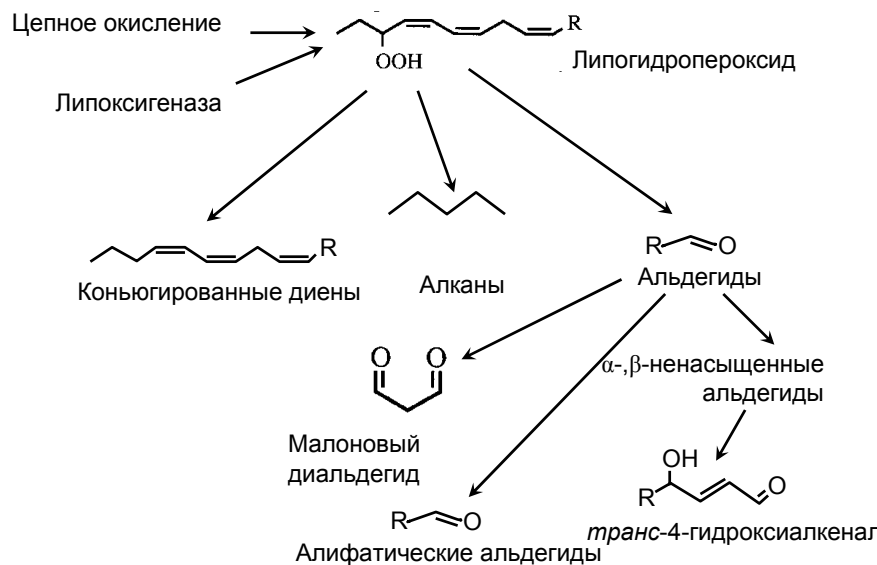 Цепное окисление
R
OOH
Липогидропероксид
Липоксигеназа
R
Коньюгированные диены
Алканы
R
O
Альдегиды
O O
α-,β-ненасыщенные
альдегиды
Малоновый
диальдегид
OH
R
O
R
O
транс-4-гидроксиалкенал
Алифатические альдегиды